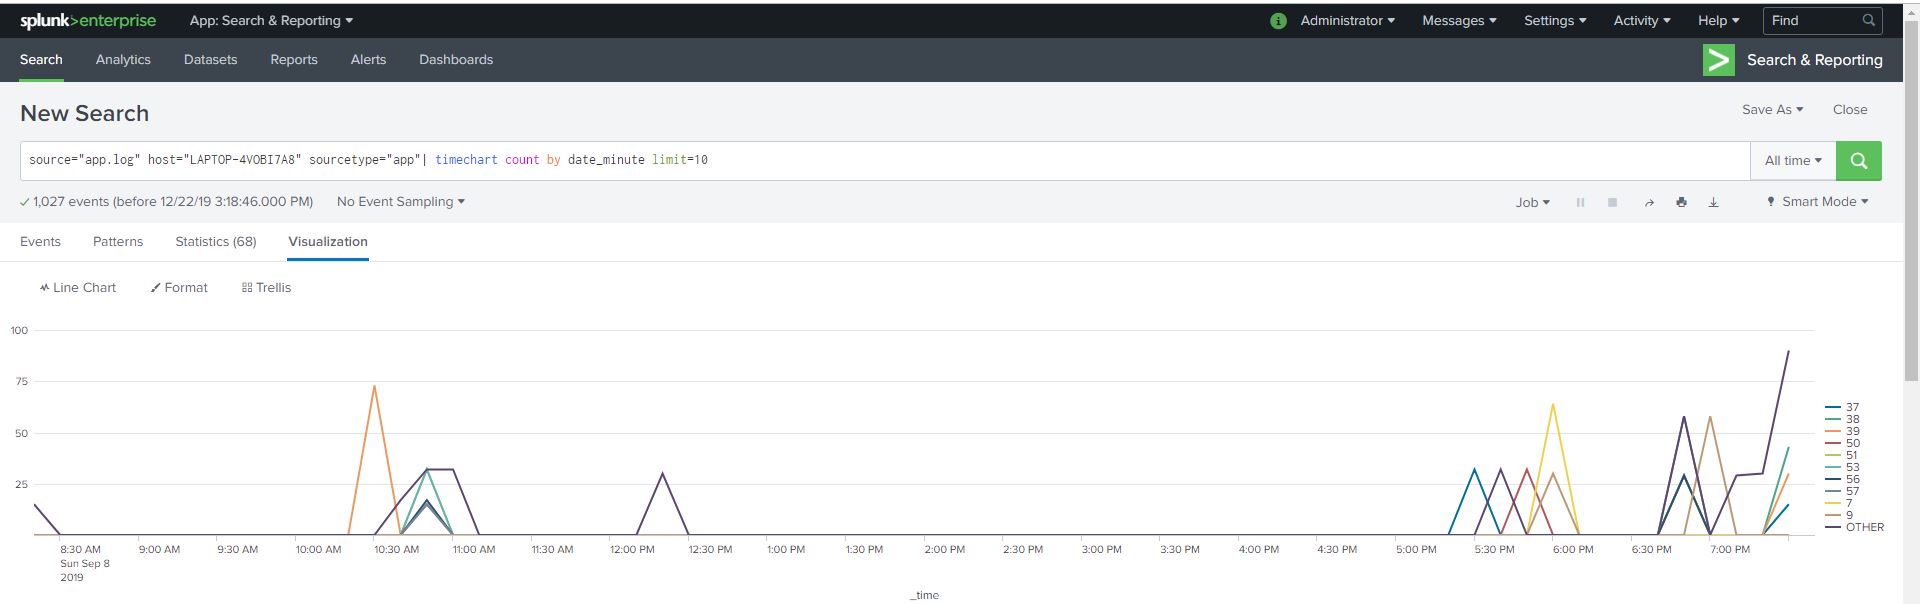 splunk>enterprise App: Search & Reporting Administrator Messages Settings Activity Help Find
Search Analytics Datasets Reports Alerts Dashboards Search & Reporting
New Search
Save As Close
source="app.log" host="LAPTOP-4VOBI7A8" sourcetype="app"| timechart count by date_minute limit=10
All time
1,027 events (before 12/22/19 3:18:46.000 PM) No Event Sampling
Job Smart Mode
Events Patterns Statistics (68) Visualization
Line Chart Format Trellis
100
75
50
25
8:30 AM 9:00 AM 9:30 AM 10:00 AM 10:30 AM 11:00 AM 11:30 AM 12:00 PM 12:30 PM 1:00 PM 1:30 PM 2:00 PM 2:30 PM 3:00 PM 3:30 PM 4:00 PM 4:30 PM 5:00 PM 5:30 PM 6:00 PM 6:30 PM 7:00 PM
Sun Sep 8
2019
_time
37
38
39
50
51
53
56
57
7
9
OTHER